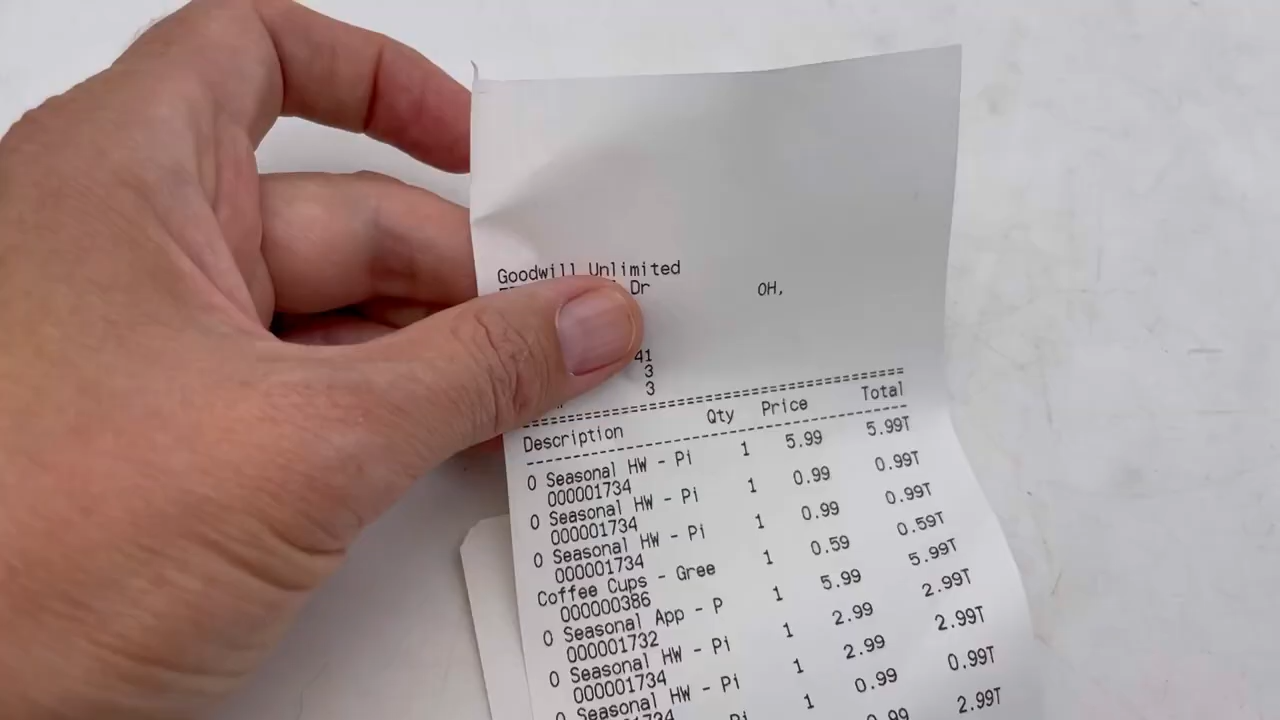 Goodwill Unlimited
Dr OH,
41
3
3
Description Qty Price Total
0 Seasonal HW - Pi 1 5.99 5.99T
000001734
0 Seasonal HW - Pi 1 0.99 0.99T
000001734
0 Seasonal HW - Pi 1 0.99 0.99T
000001734
Coffee Cups - Gree 1 0.59 0.59T
000000386
0 Seasonal App - P 1 5.99 5.99T
000001732
0 Seasonal HW - Pi 1 2.99 2.99T
000001734
0 Seasonal HW - Pi 1 2.99 2.99T
1 0.99 0.99T
2.99T